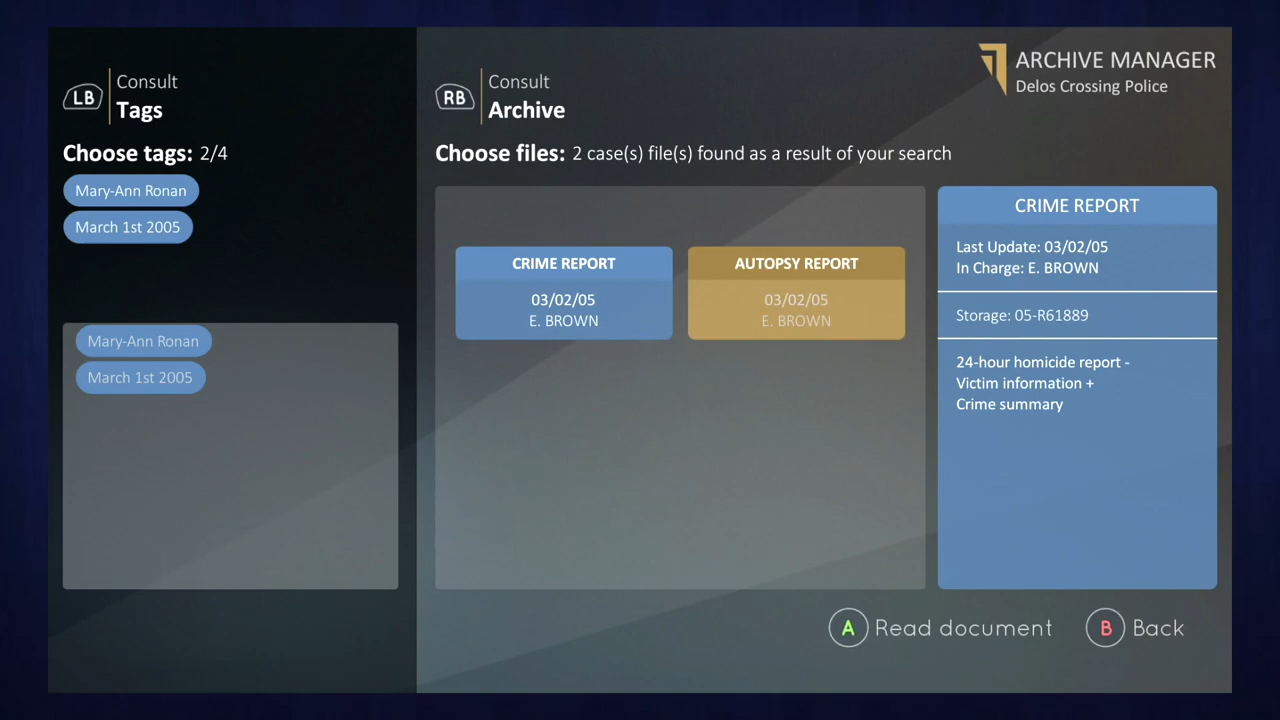 LB
Consult
Tags
Choose tags: 2/4
Mary-Ann Ronan
March 1st 2005
Mary-Ann Ronan
March 1st 2005
RB
Consult
Archive
Choose files: 2 case(s) file(s) found as a result of your search
CRIME REPORT
03/02/05
E. BROWN
AUTOPSY REPORT
03/02/05
E. BROWN
ARCHIVE MANAGER
Delos Crossing Police
CRIME REPORT
Last Update: 03/02/05
In Charge: E. BROWN
Storage: 05-R61889
24-hour homicide report -
Victim information +
Crime summary
A Read document
B Back